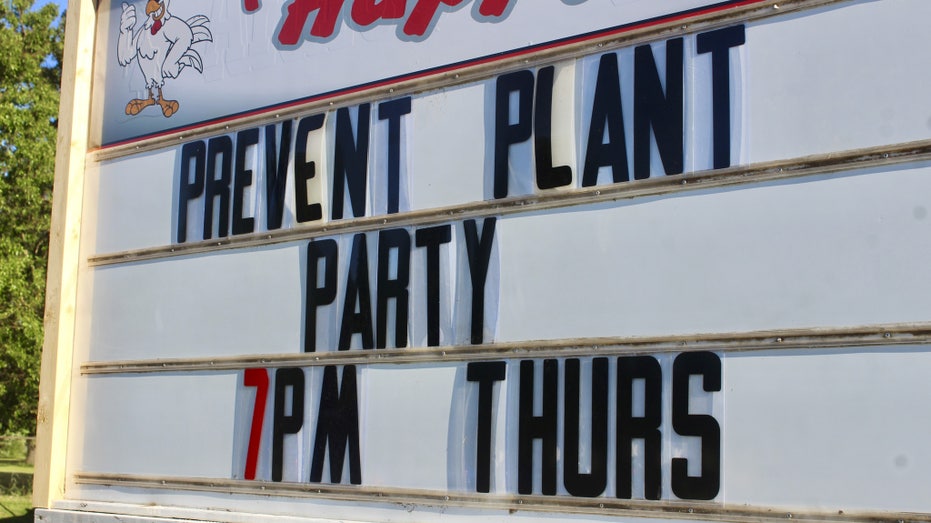 PREVENT PLANT
PARTY
7PM THURS